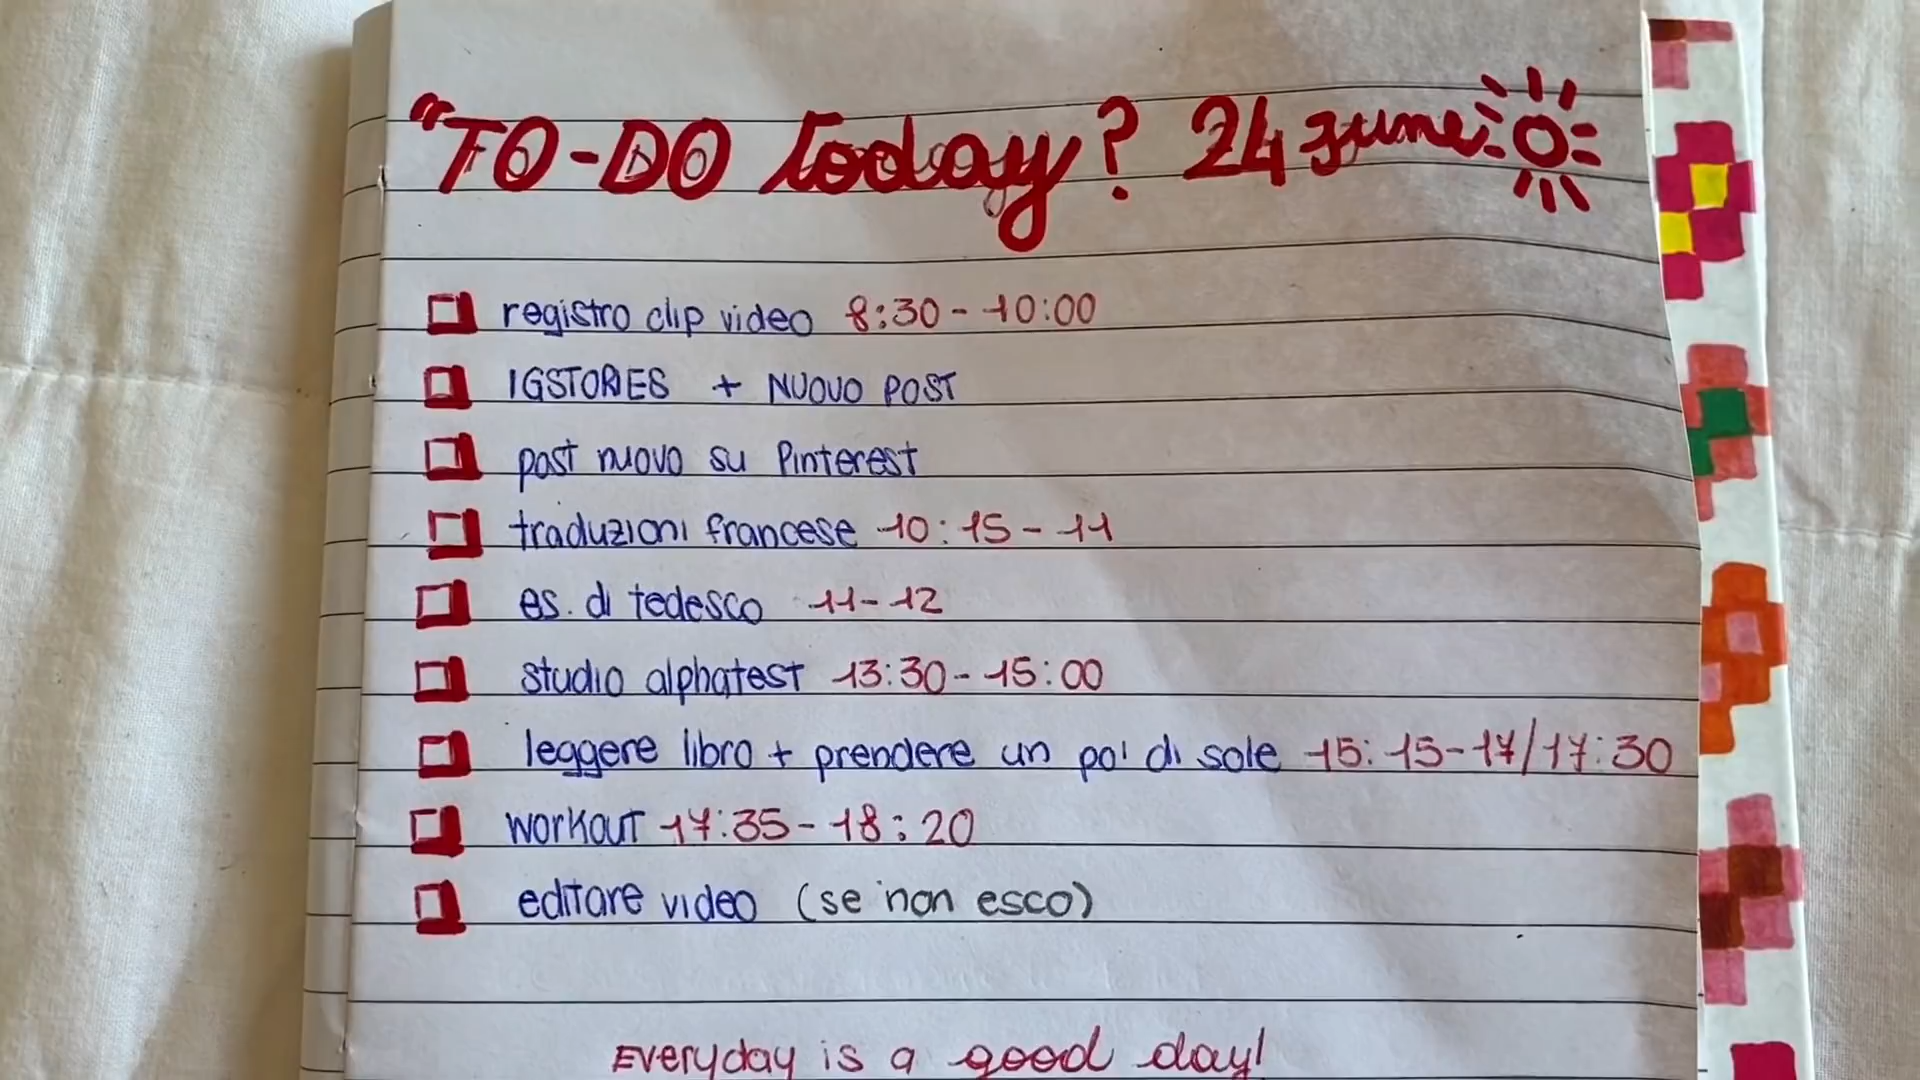 "TO-DO today? 24 june
registro clip video 8:30 - 10:00
IGSTORIES + NUOVO POST
post nuovo su Pinterest
traduzioni francese 10:15 - 11
es. di tedesco 11-12
studio alphatest 13:30 - 15:00
leggere libro + prendere un po' di sole 15:15-17/17:30
workout 17:35 - 18:20
editare video (se non esco)
Everyday is a good day!